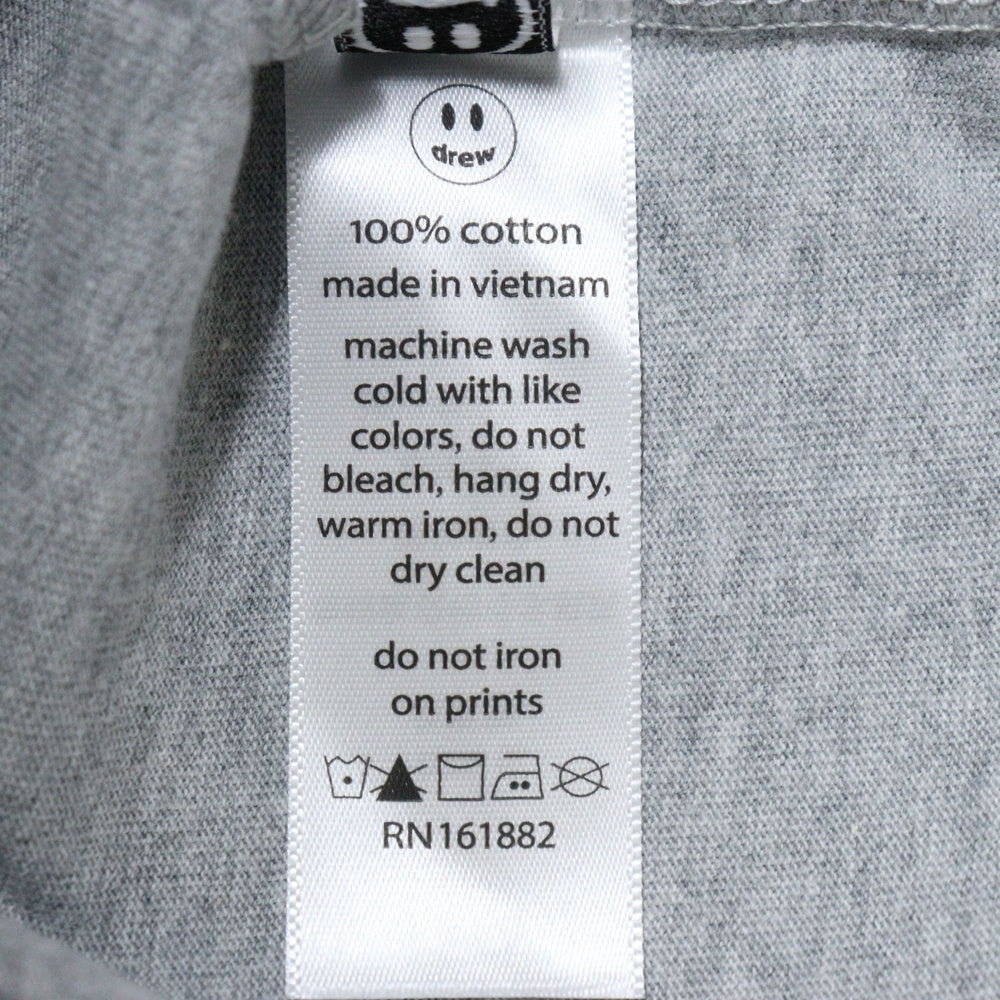 drew
100% cotton
made in vietnam
machine wash
cold with like
colors, do not
bleach, hang dry,
warm iron, do not
dry clean
do not iron
on prints
RN161882